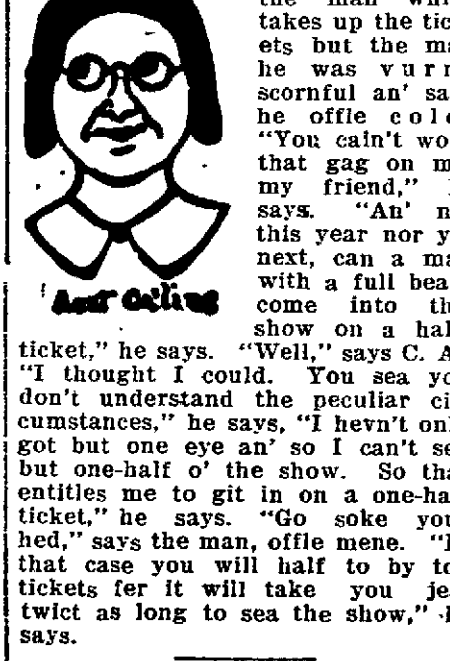 the man
takes up the tic
ets but the ma
he was vurr
scornful an' sa
he offle col
"You cain't wo
that gag on m
my friend,"
says. "An' n
this year nor y
next, can a ma
with a full bea
come into th
show on a hal
ticket," he says. "Well," says C. A
"I thought I could. You sea yo
don't understand the peculiar ci
cumstances," he says, "I hevn't onl
got but one eye an' so I can't se
but one-half o' the show. So tha
entitles me to git in on a one-ha
ticket," he says. "Go soke you
hed," says the man, offle mene. "I
that case you will half to by to
tickets fer it will take you je
twict as long to sea the show,"
says.